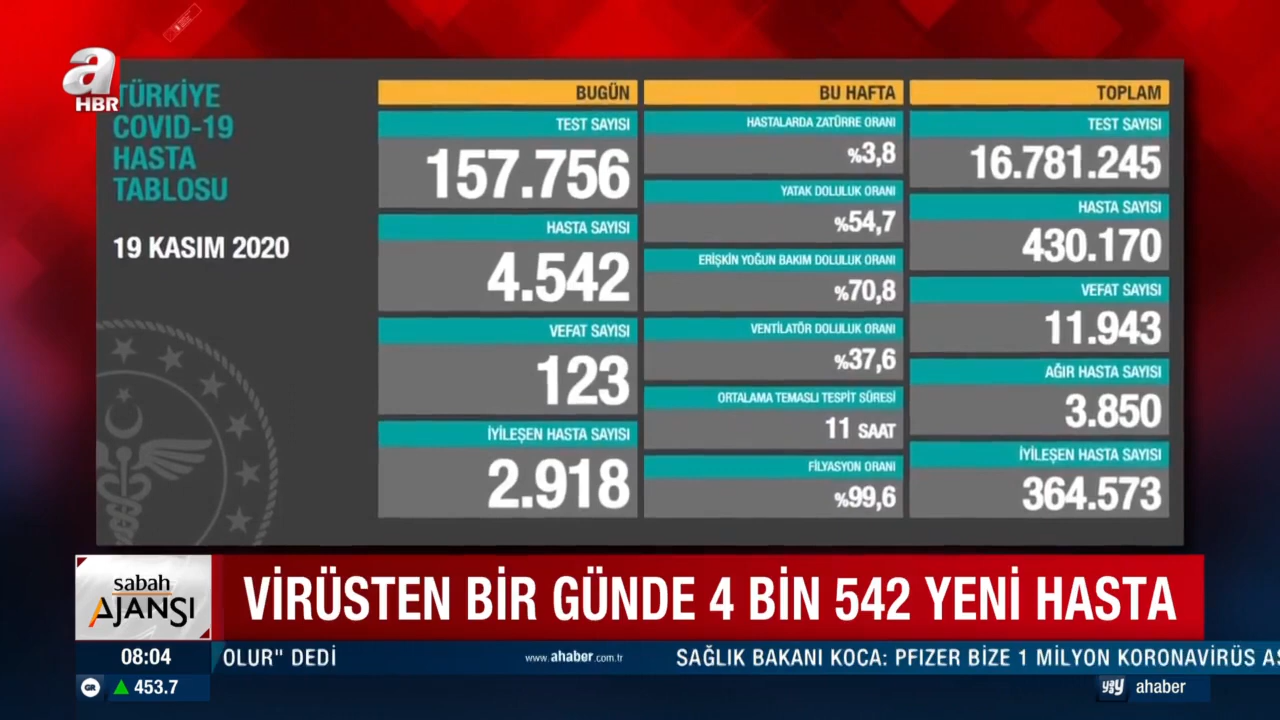 a
HBR
TÜRKİYE
COVID-19
HASTA
TABLOSU
19 KASIM 2020
BUGÜN
TEST SAYISI
157.756
HASTA SAYISI
4.542
VEFAT SAYISI
123
İYİLEŞEN HASTA SAYISI
2.918
BU HAFTA
HASTALARDA ZATÜRRE ORANI
%3,8
YATAK DOLULUK ORANI
%54,7
ERİŞKİN YOĞUN BAKIM DOLULUK ORANI
%70,8
VENTİLATÖR DOLULUK ORANI
%37,6
ORTALAMA TEMASLI TESPİT SÜRESİ
11 SAAT
FİLYASYON ORANI
%99,6
TOPLAM
TEST SAYISI
16.781.245
HASTA SAYISI
430.170
VEFAT SAYISI
11.943
AĞIR HASTA SAYISI
3.850
İYİLEŞEN HASTA SAYISI
364.573
sabah
AJANSI
VİRÜSTEN BİR GÜNDE 4 BİN 542 YENİ HASTA
08:04
OLUR" DEDİ
www.ahaber.com.tr
SAĞLIK BAKANI KOCA: PFIZER BİZE 1 MİLYON KORONAVİRÜS AŞ
GR 453.7
ahaber